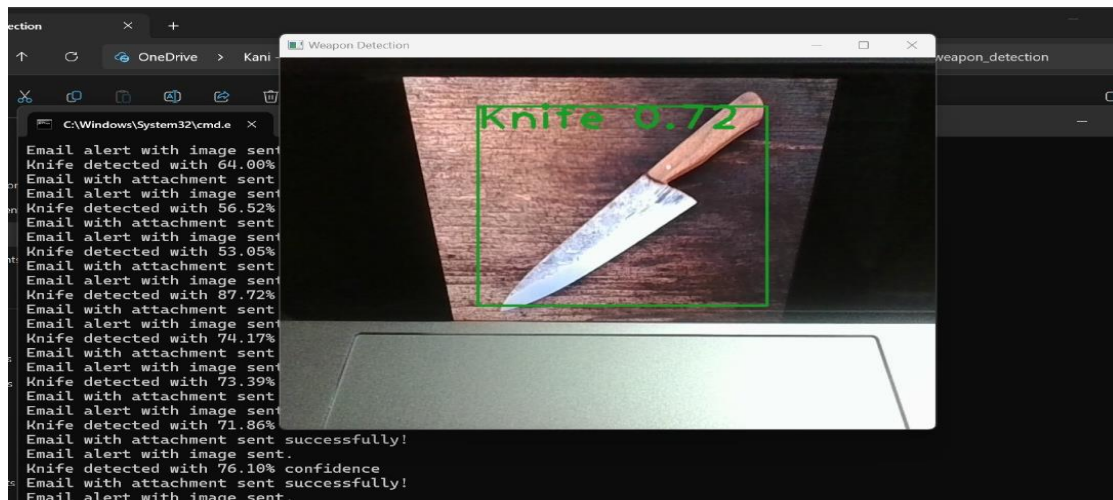 ection
OneDrive > Kani -
weapon_detection
C:\Windows\System32\cmd.e
Email alert with image sent
Knife detected with 64.00%
Email with attachment sent
Email alert with image sent
Knife detected with 56.52%
Email with attachment sent
Email alert with image sent
Knife detected with 53.05%
Email with attachment sent
Email alert with image sent
Knife detected with 87.72%
Email with attachment sent
Email alert with image sent
Knife detected with 74.17%
Email with attachment sent
Email alert with image sent
Knife detected with 73.39%
Email with attachment sent
Email alert with image sent
Knife detected with 71.86%
Email with attachment sent successfully!
Email alert with image sent.
Knife detected with 76.10% confidence
Email with attachment sent successfully!
Email alert with image sent.
Weapon Detection
Knife 0.72